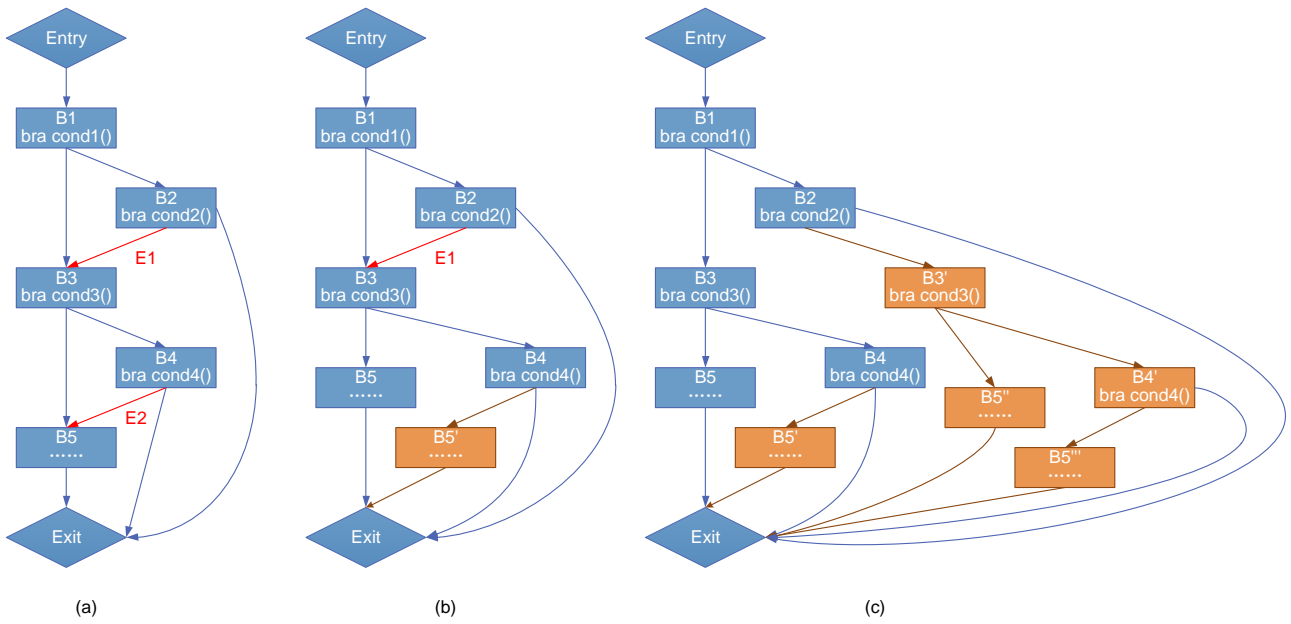 Entry
B1
bra cond1()
B2
bra cond2()
E1
B3
bra cond3()
B4
bra cond4()
E2
B5
......
Exit
(a)
Entry
B1
bra cond1()
B2
bra cond2()
E1
B3
bra cond3()
B4
bra cond4()
B5
......
B5'
......
Exit
(b)
Entry
B1
bra cond1()
B2
bra cond2()
B3
bra cond3()
B3'
bra cond3()
B4
bra cond4()
B5
......
B4'
bra cond4()
B5''
......
B5'
......
B5'''
......
Exit
(c)